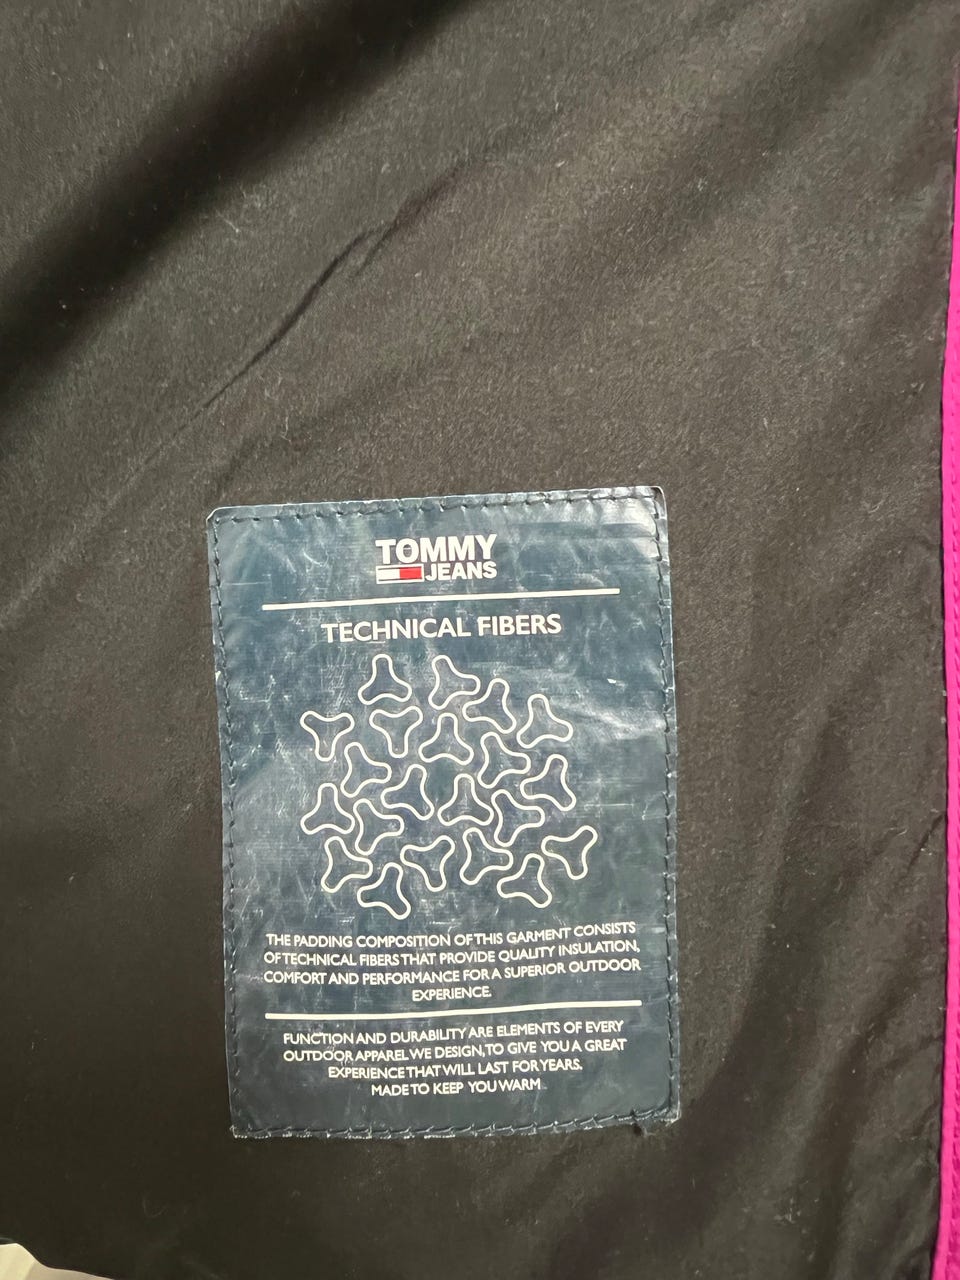 TOMMY
JEANS
TECHNICAL FIBERS
THE PADDING COMPOSITION OF THIS GARMENT CONSISTS
OF TECHNICAL FIBERS THAT PROVIDE QUALITY INSULATION,
COMFORT AND PERFORMANCE FOR A SUPERIOR OUTDOOR
EXPERIENCE.
FUNCTION AND DURABILITY ARE ELEMENTS OF EVERY
OUTDOOR APPAREL WE DESIGN, TO GIVE YOU A GREAT
EXPERIENCE THAT WILL LAST FOR YEARS.
MADE TO KEEP YOU WARM